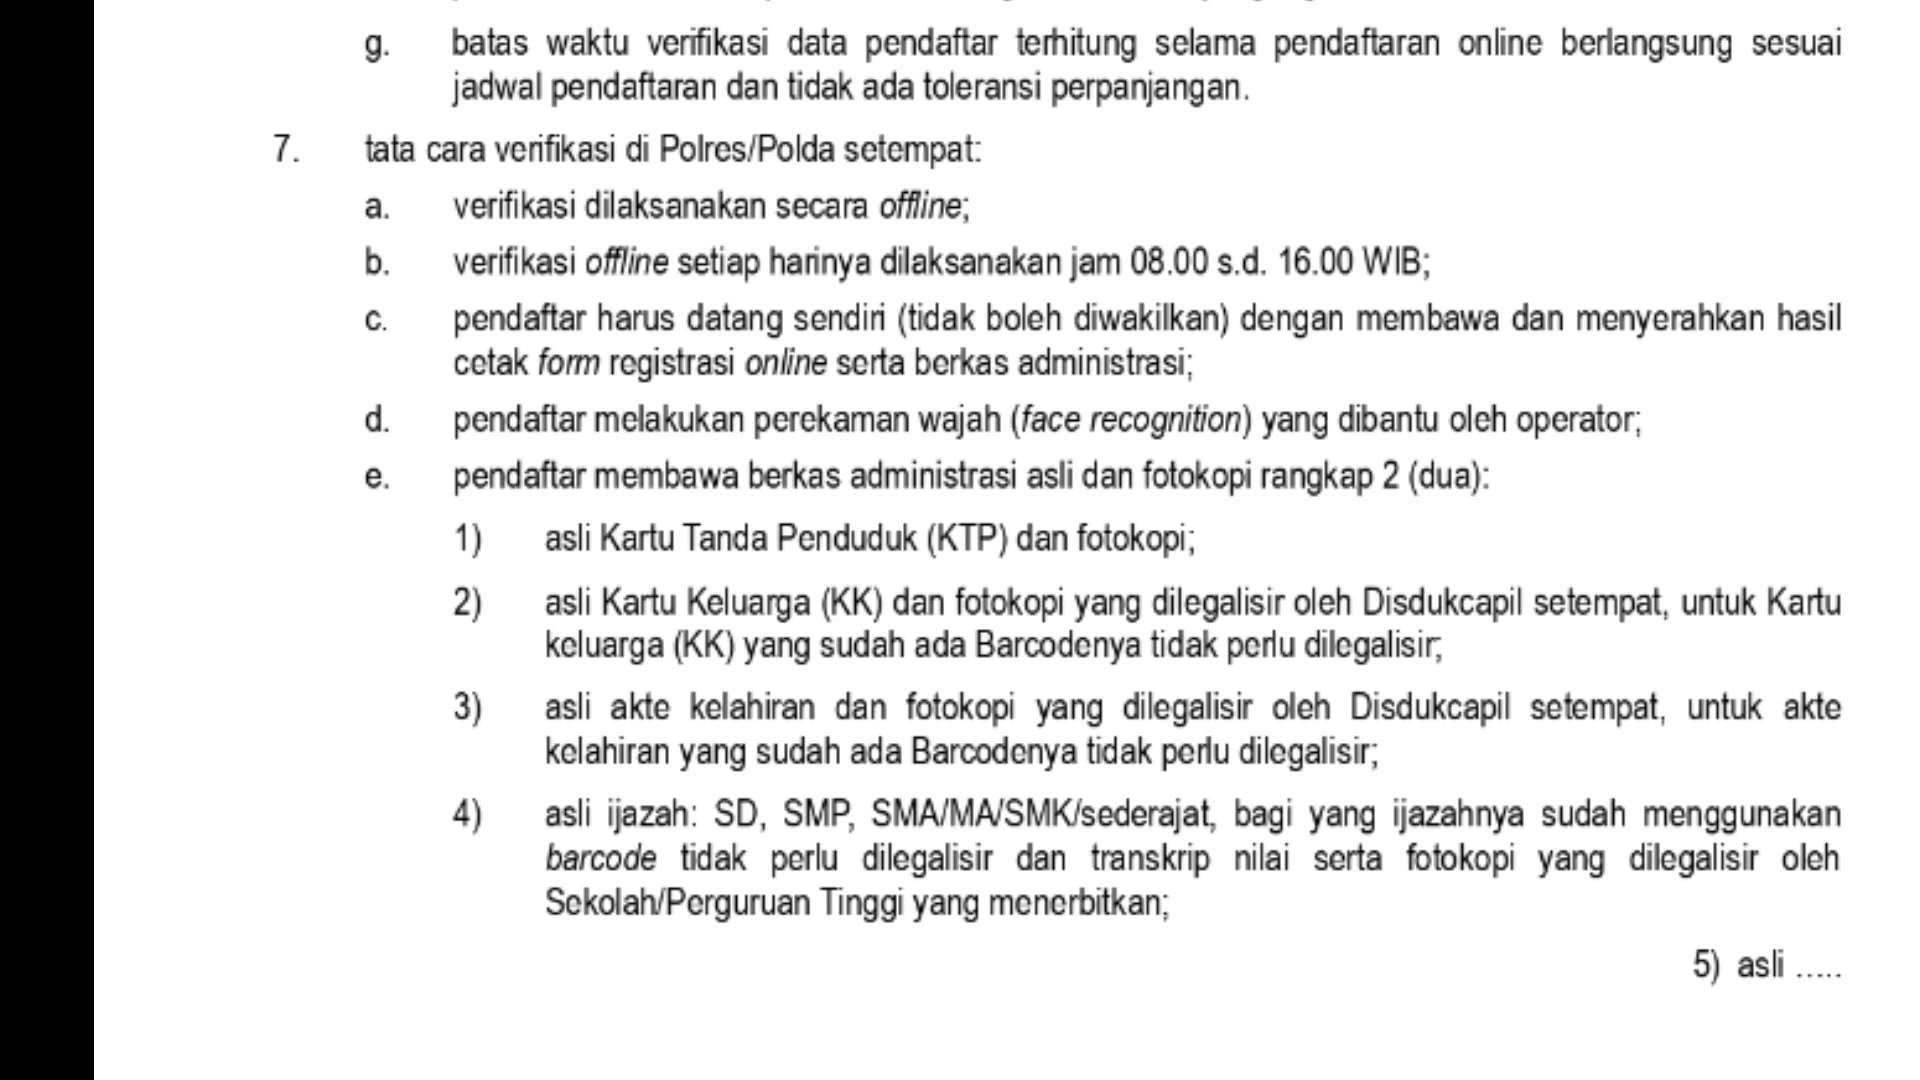 g. batas waktu verifikasi data pendaftar terhitung selama pendaftaran online berlangsung sesuai
jadwal pendaftaran dan tidak ada toleransi perpanjangan.
7. tata cara verifikasi di Polres/Polda setempat:
a. verifikasi dilaksanakan secara offline;
b. verifikasi offline setiap harinya dilaksanakan jam 08.00 s.d. 16.00 WIB;
c. pendaftar harus datang sendiri (tidak boleh diwakilkan) dengan membawa dan menyerahkan hasil
cetak form registrasi online serta berkas administrasi;
d. pendaftar melakukan perekaman wajah (face recognition) yang dibantu oleh operator;
e. pendaftar membawa berkas administrasi asli dan fotokopi rangkap 2 (dua):
1) asli Kartu Tanda Penduduk (KTP) dan fotokopi;
2) asli Kartu Keluarga (KK) dan fotokopi yang dilegalisir oleh Disdukcapil setempat, untuk Kartu
keluarga (KK) yang sudah ada Barcodenya tidak perlu dilegalisir;
3) asli akte kelahiran dan fotokopi yang dilegalisir oleh Disdukcapil setempat, untuk akte
kelahiran yang sudah ada Barcodenya tidak perlu dilegalisir;
4) asli ijazah: SD, SMP, SMA/MA/SMK/sederajat, bagi yang ijazahnya sudah menggunakan
barcode tidak perlu dilegalisir dan transkrip nilai serta fotokopi yang dilegalisir oleh
Sekolah/Perguruan Tinggi yang menerbitkan;
5) asli .....